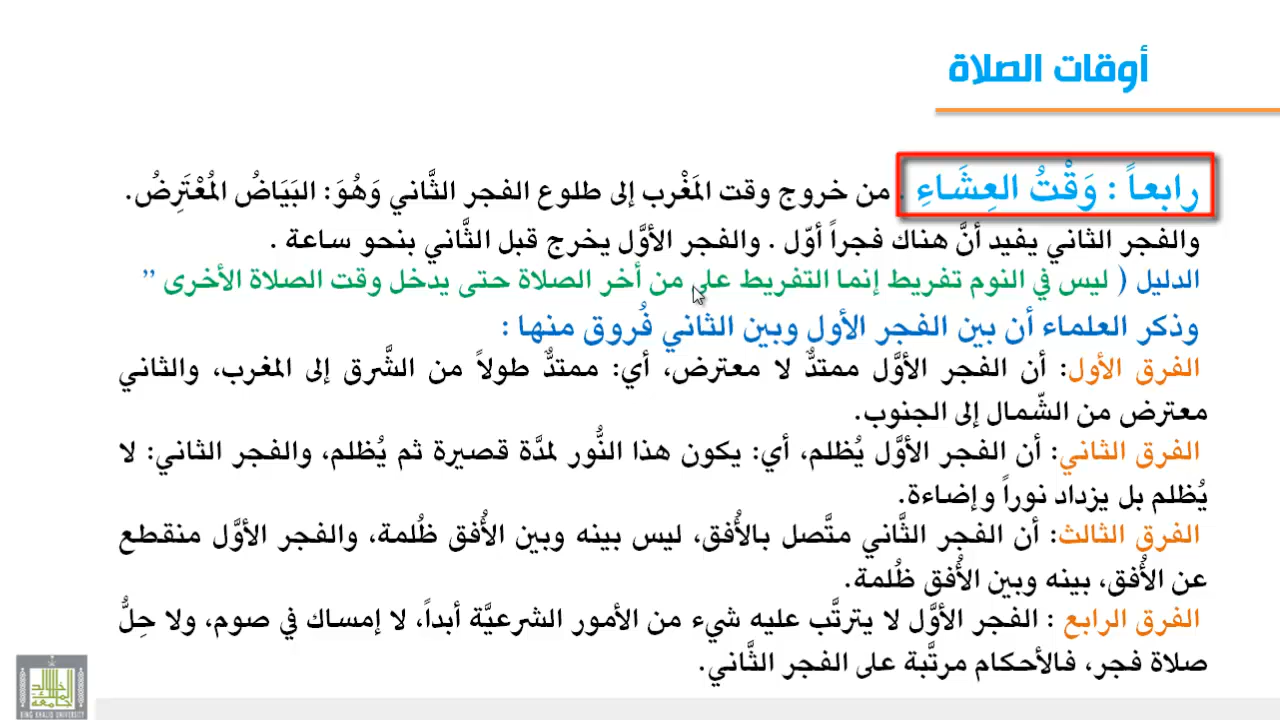 أوقات الصلاة
رابعاً : وَقْتُ العِشَاءِ . من خروج وقت المَغْرب إلى طلوع الفجر الثَّاني وَهُوَ: البَيَاضُ المُعْتَرِضُ.
والفجر الثاني يفيد أنَّ هناك فجراً أوّل . والفجر الأوَّل يخرج قبل الثَّاني بنحو ساعة .
الدليل ( ليس في النوم تفريط إنما التفريط على من أخر الصلاة حتى يدخل وقت الصلاة الأخرى ”
وذكر العلماء أن بين الفجر الأول وبين الثاني فُروق منها :
الفرق الأول: أن الفجر الأوَّل ممتدٌّ لا معترض، أي: ممتدٌّ طولاً من الشَّرق إلى المغرب، والثاني
معترض من الشّمال إلى الجنوب.
الفرق الثاني: أن الفجر الأوَّل يُظلم، أي: يكون هذا النُّور لمدَّة قصيرة ثم يُظلم، والفجر الثاني: لا
يُظلم بل يزداد نوراً وإضاءة.
الفرق الثالث: أن الفجر الثَّاني متَّصل بالأُفق، ليس بينه وبين الأُفق ظُلمة، والفجر الأوَّل منقطع
عن الأُفق، بينه وبين الأُفق ظُلمة.
الفرق الرابع : الفجر الأوَّل لا يترتَّب عليه شيء من الأمور الشرعيَّة أبداً، لا إمساك في صوم، ولا حِلُّ
صلاة فجر، فالأحكام مرتَّبة على الفجر الثَّاني.
جامعة الملك خالد
KING KHALID UNIVERSITY